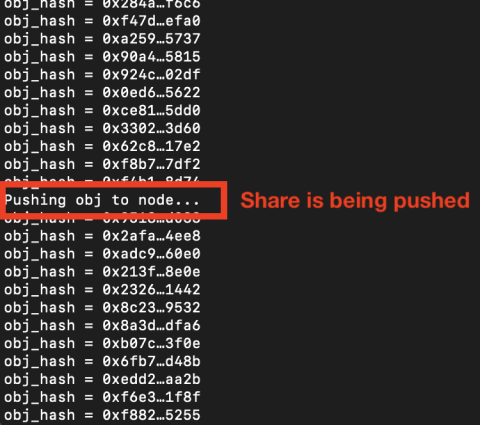 obj_hash = 0x284a…f6c6
obj_hash = 0xf47d…efa0
obj_hash = 0xa259…5737
obj_hash = 0x90a4…5815
obj_hash = 0x924c…02df
obj_hash = 0x0ed6…5622
obj_hash = 0xce81…5dd0
obj_hash = 0x3302…3d60
obj_hash = 0x62c8…17e2
obj_hash = 0xf8b7…7df2
obj_hash = 0xf4b1…8d74
Pushing obj to node...
Share is being pushed
obj_hash =
obj_hash = 0x2afa…4ee8
obj_hash = 0xadc9…60e0
obj_hash = 0x213f…8e0e
obj_hash = 0x2326…1442
obj_hash = 0x8c23…9532
obj_hash = 0x8a3d…dfa6
obj_hash = 0xb07c…3f0e
obj_hash = 0x6fb7…d48b
obj_hash = 0xedd2…aa2b
obj_hash = 0xf6e3…1f8f
obj_hash = 0xf882…5255